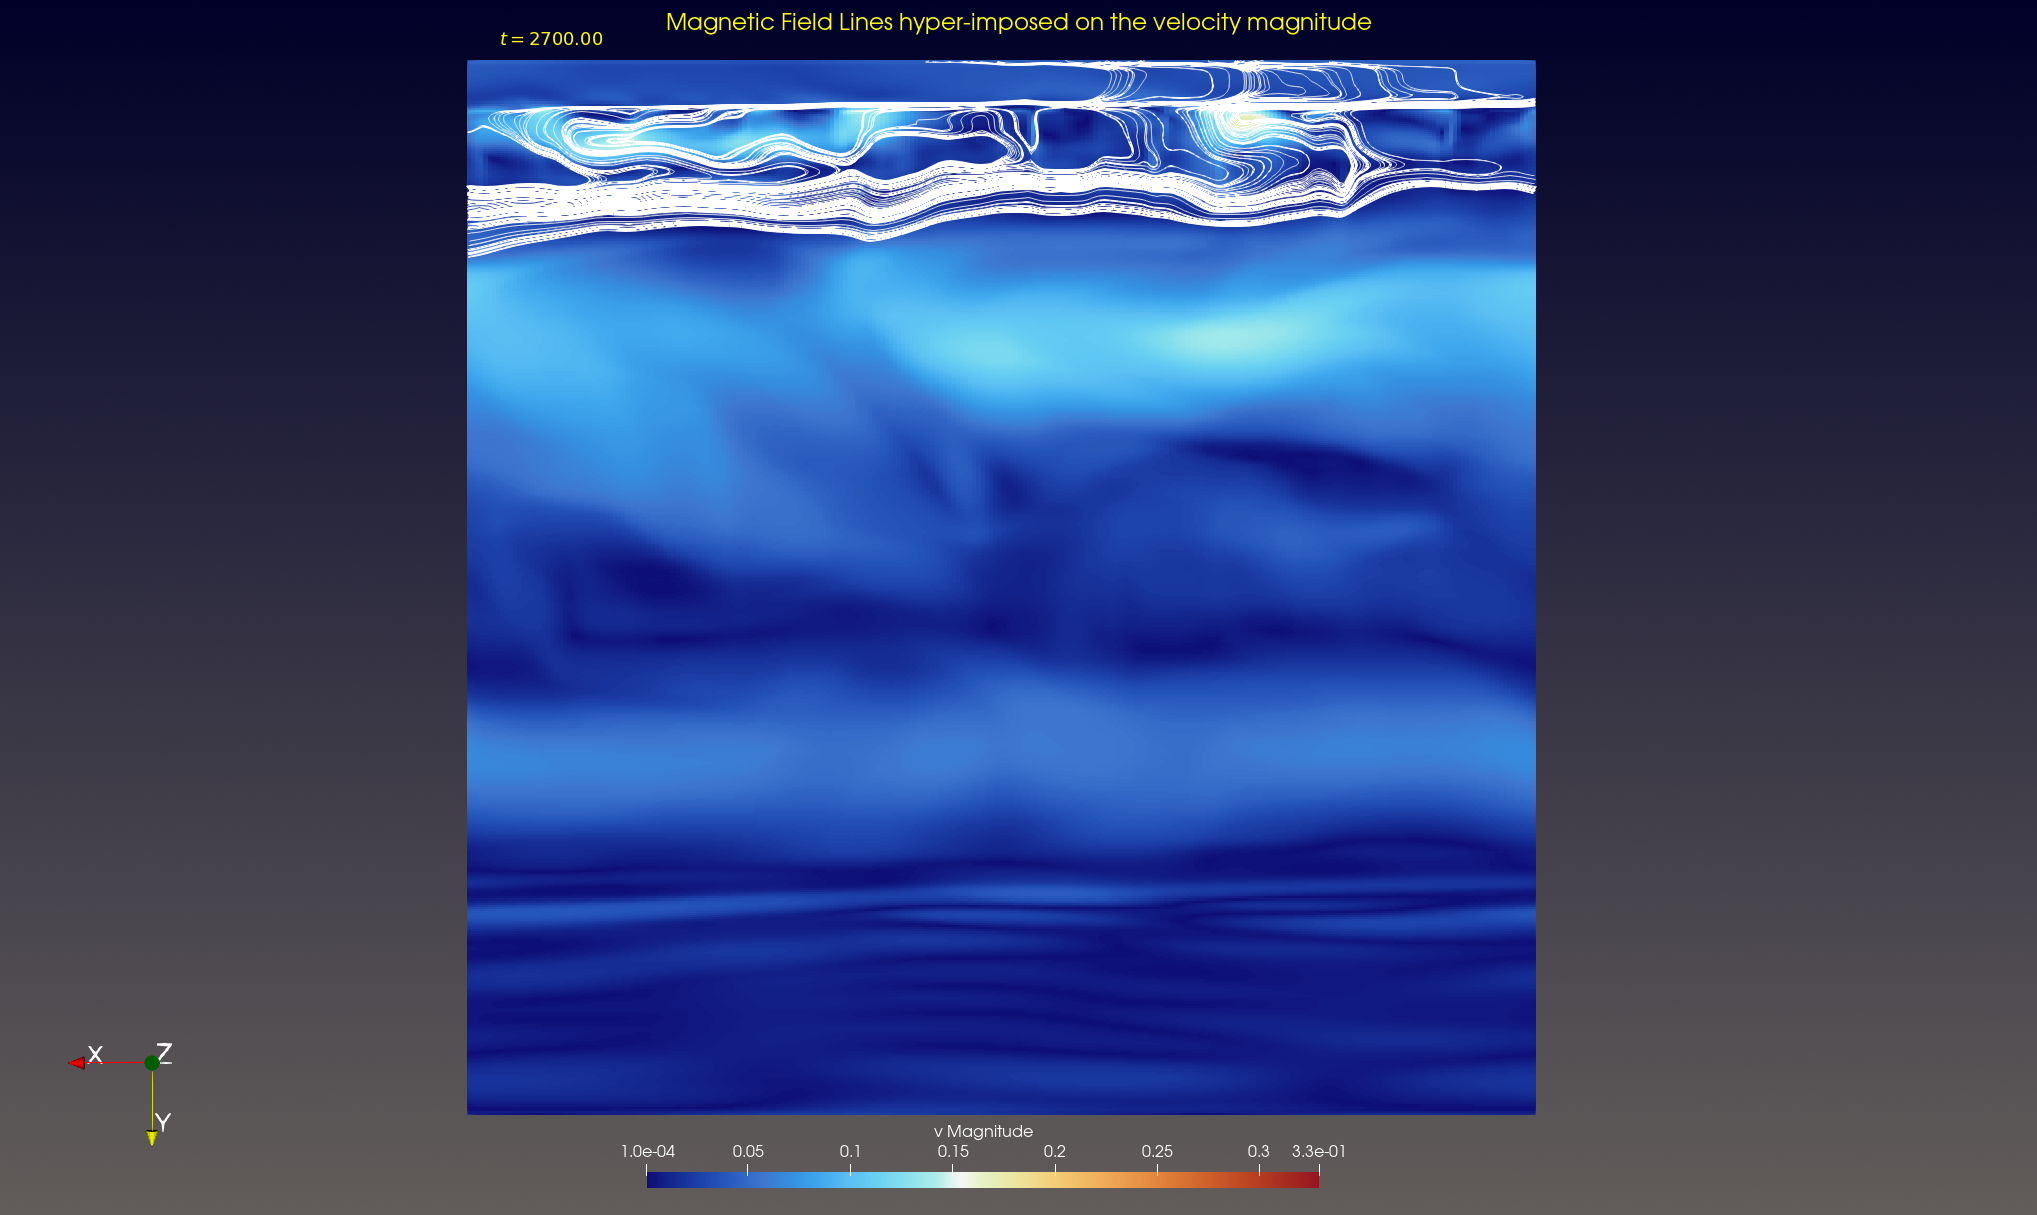 Magnetic Field Lines hyper-imposed on the velocity magnitude
t = 2700.00
X
Z
Y
v Magnitude
1.0e-04 0.05 0.1 0.15 0.2 0.25 0.3 3.3e-01